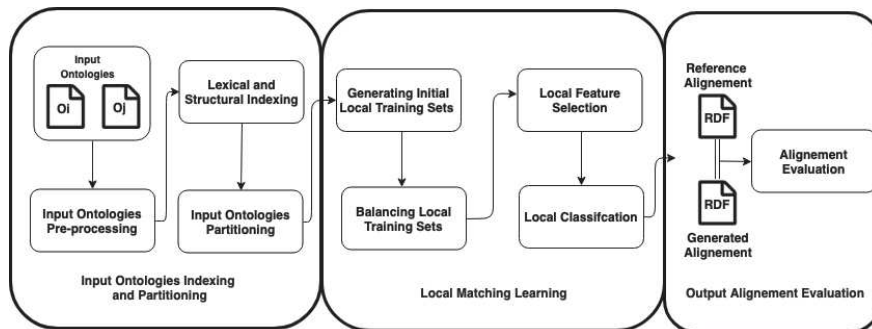 Input
Ontologies
Oi
Oj
Input Ontologies
Pre-processing
Lexical and
Structural Indexing
Input Ontologies
Partitioning
Input Ontologies Indexing
and Partitioning
Generating Initial
Local Training Sets
Balancing Local
Training Sets
Local Feature
Selection
Local Classifcation
Local Matching Learning
Reference
Alignement
RDF
RDF
Generated
Alignement
Alignement
Evaluation
Output Alignement Evaluation